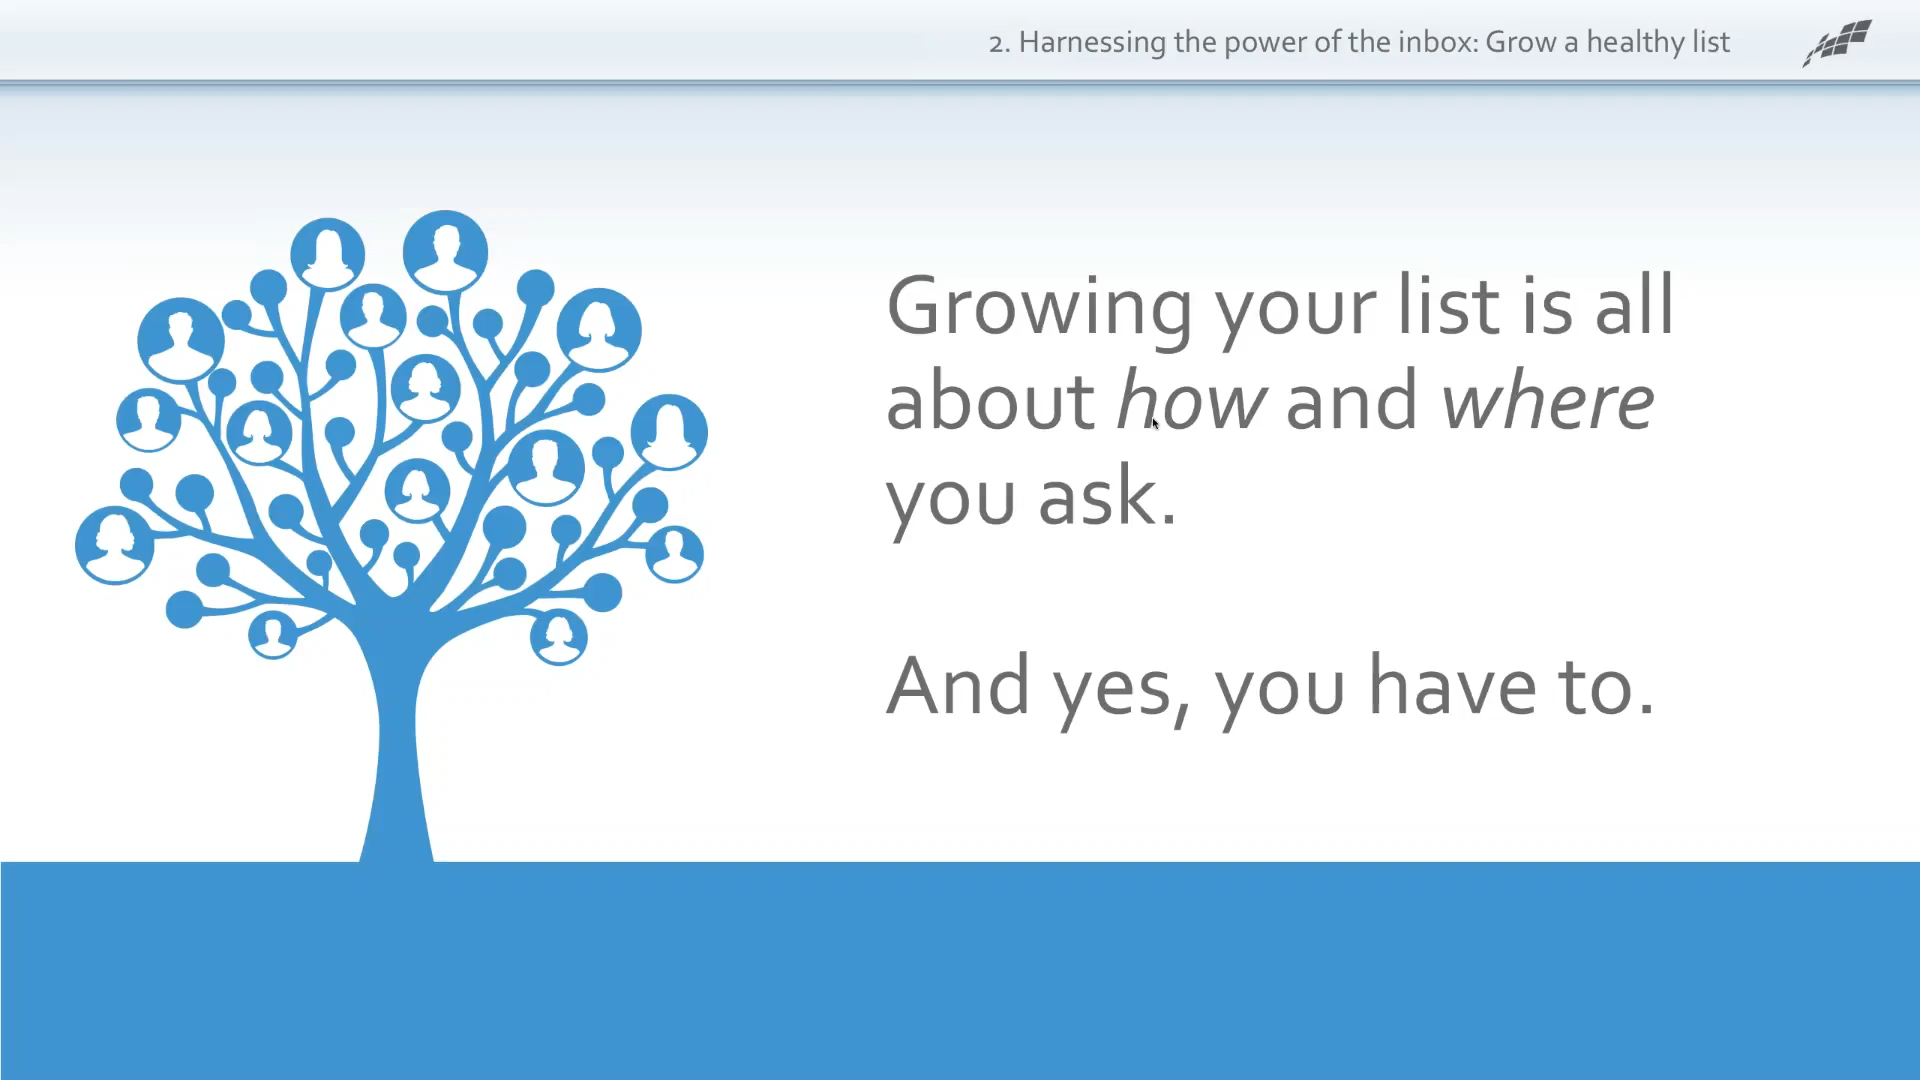 2. Harnessing the power of the inbox: Grow a healthy list
Growing your list is all
about how and where
you ask.
And yes, you have to.